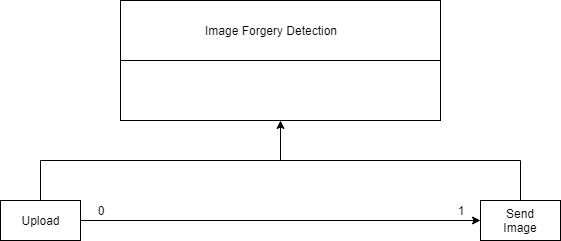 Image Forgery Detection
0
1
Upload
Send
Image